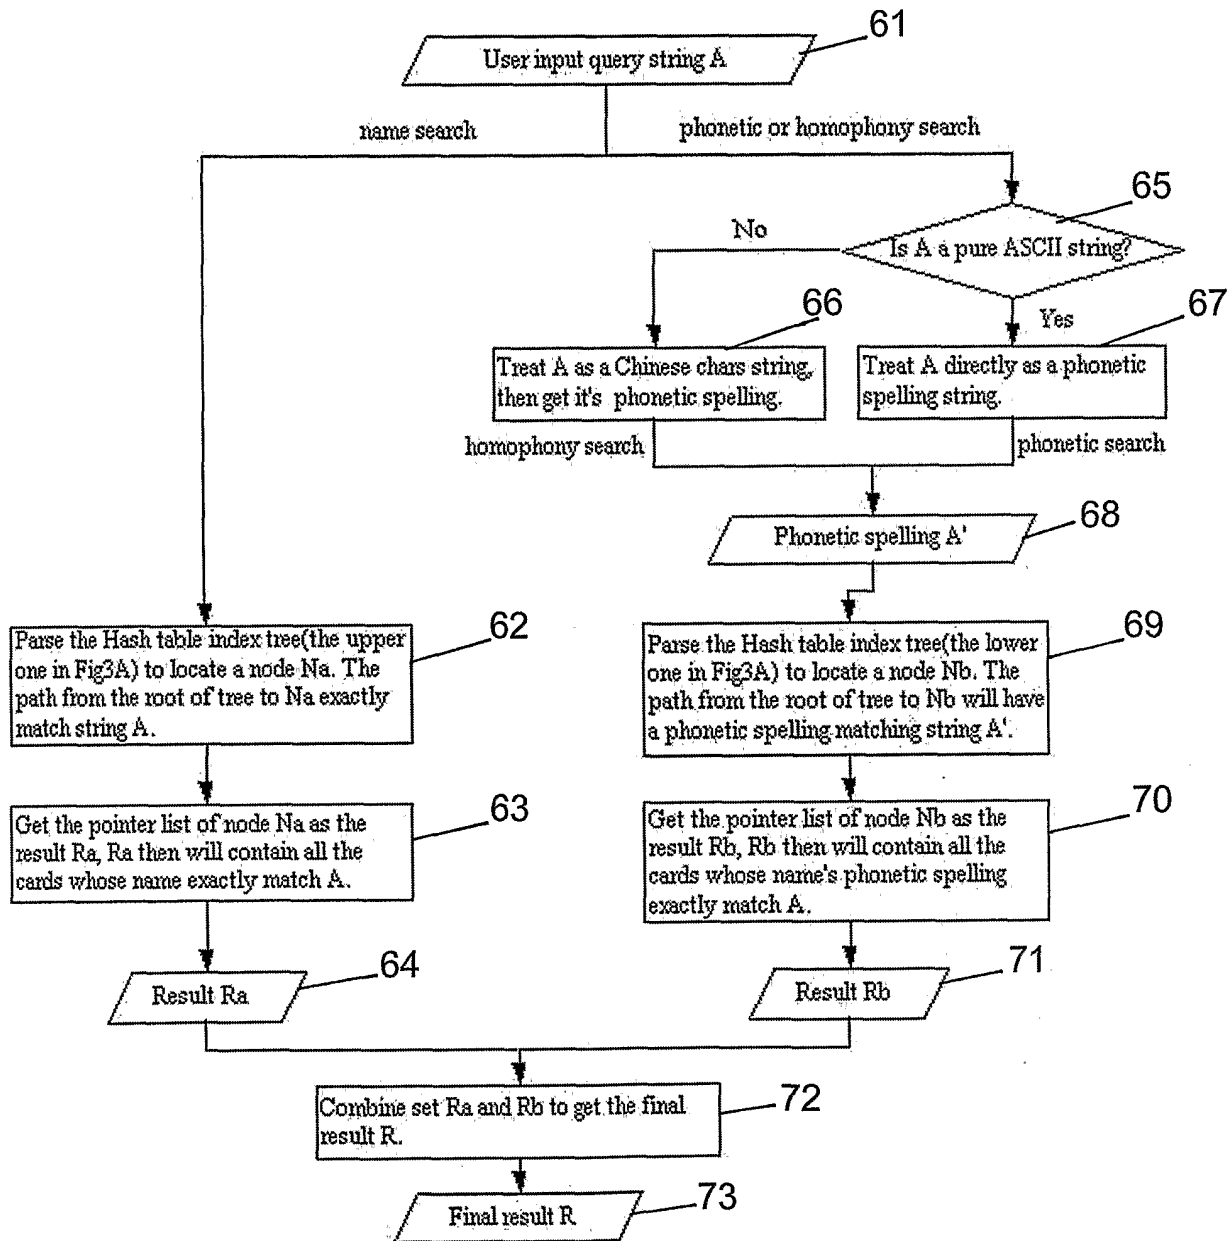 61
User input query string A
name search
phonetic or homophony search
65
Is A a pure ASCII string?
No
Yes
66
Treat A as a Chinese chars string,
then get it's phonetic spelling.
67
Treat A directly as a phonetic
spelling string.
homophony search
phonetic search
68
Phonetic spelling A'
62
Parse the Hash table index tree(the upper
one in Fig3A) to locate a node Na. The
path from the root of tree to Na exactly
match string A.
69
Parse the Hash table index tree(the lower
one in Fig3A) to locate a node Nb. The
path from the root of tree to Nb will have
a phonetic spelling matching string A'.
63
Get the pointer list of node Na as the
result Ra, Ra then will contain all the
cards whose name exactly match A.
70
Get the pointer list of node Nb as the
result Rb, Rb then will contain all the
cards whose name's phonetic spelling
exactly match A.
64
Result Ra
71
Result Rb
72
Combine set Ra and Rb to get the final
result R.
73
Final result R